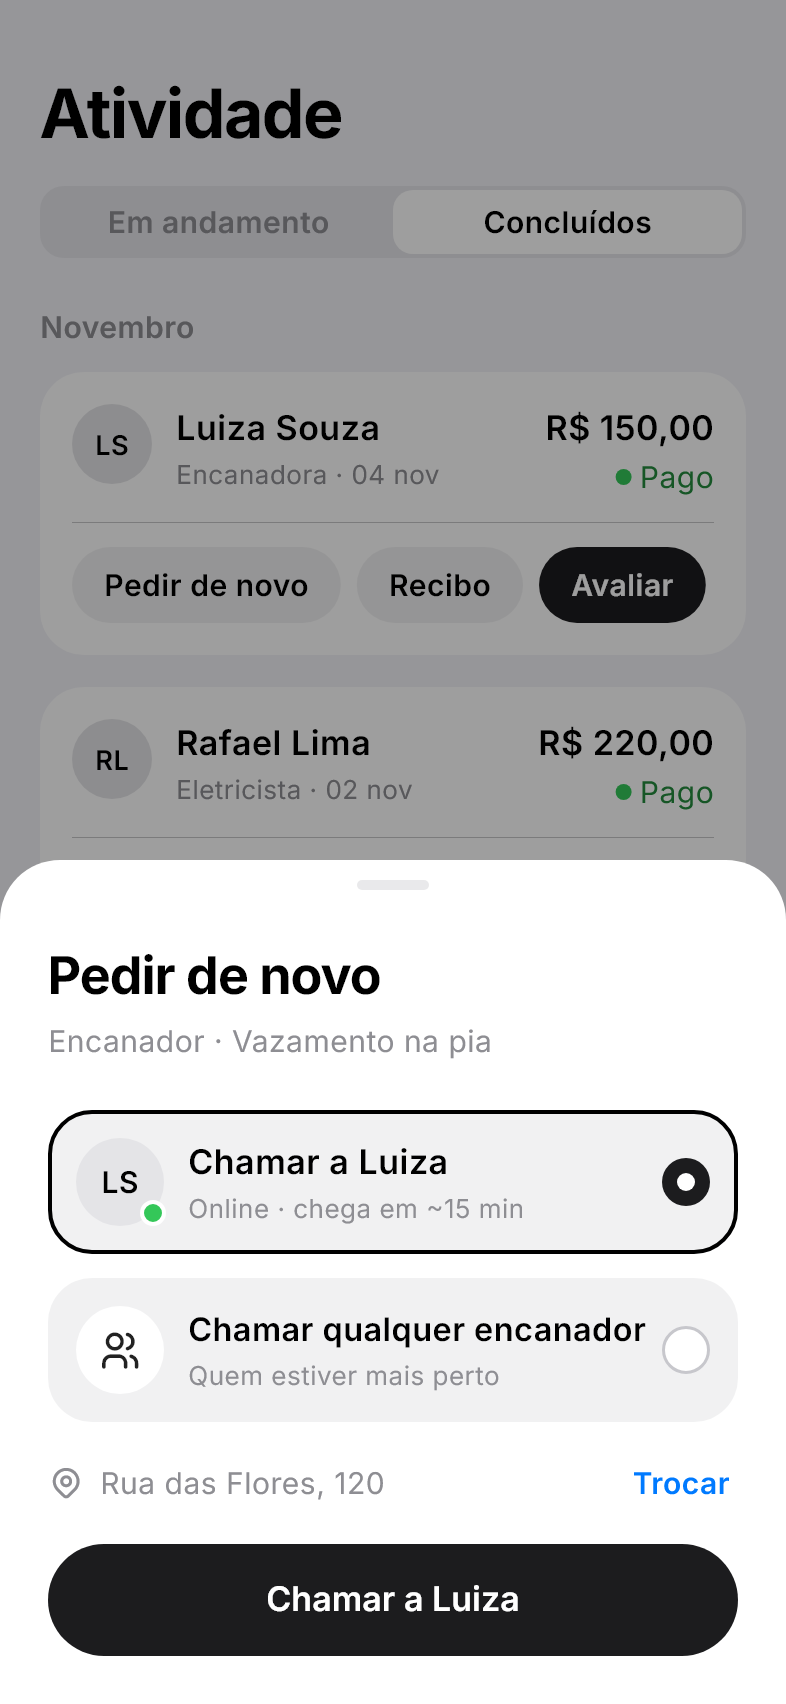 Atividade
Em andamento Concluídos
Novembro
LS Luiza Souza R$ 150,00
Encanadora · 04 nov Pago
Pedir de novo Recibo Avaliar
RL Rafael Lima R$ 220,00
Eletricista · 02 nov Pago
Pedir de novo
Encanador · Vazamento na pia
LS Chamar a Luiza
Online · chega em ~15 min
Chamar qualquer encanador
Quem estiver mais perto
Rua das Flores, 120 Trocar
Chamar a Luiza